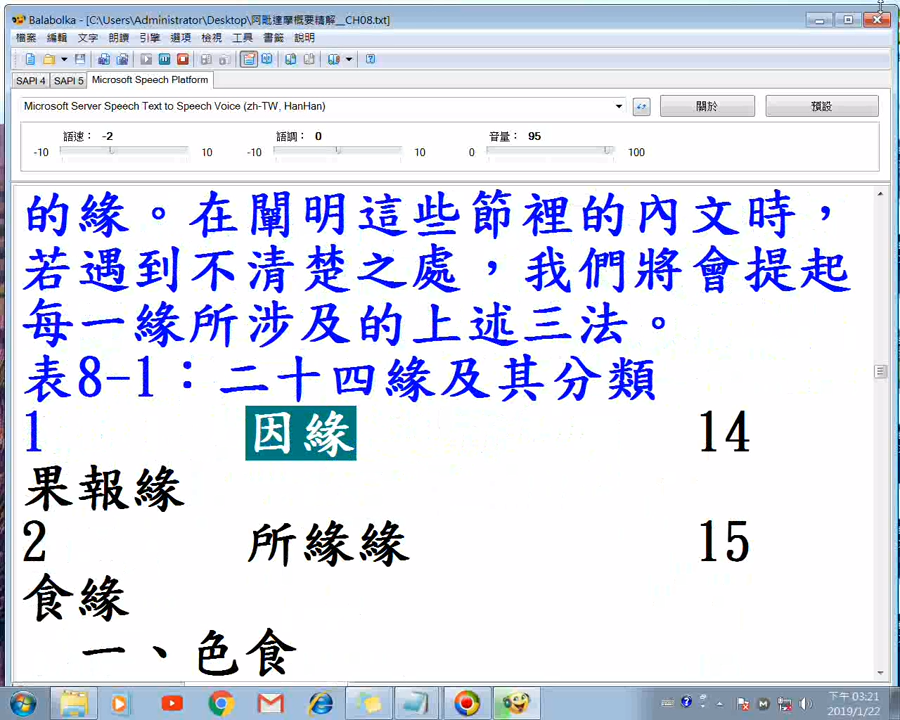 Balabolka - [C:\Users\Administrator\Desktop\阿毗達摩概要精解__CH08.txt]
檔案 編輯 文字 朗讀 引擎 選項 檢視 工具 書籤 說明
SAPI 4 SAPI 5 Microsoft Speech Platform
Microsoft Server Speech Text to Speech Voice (zh-TW, HanHan) 關於 預設
語速： -2 語調： 0 音量： 95
-10 10 -10 10 0 100
的緣。在闡明這些節裡的內文時，
若遇到不清楚之處，我們將會提起
每一緣所涉及的上述三法。
表8-1：二十四緣及其分類
1 因緣 14
果報緣
2 所緣緣 15
食緣
一、色食
下午 03:21
2019/1/22